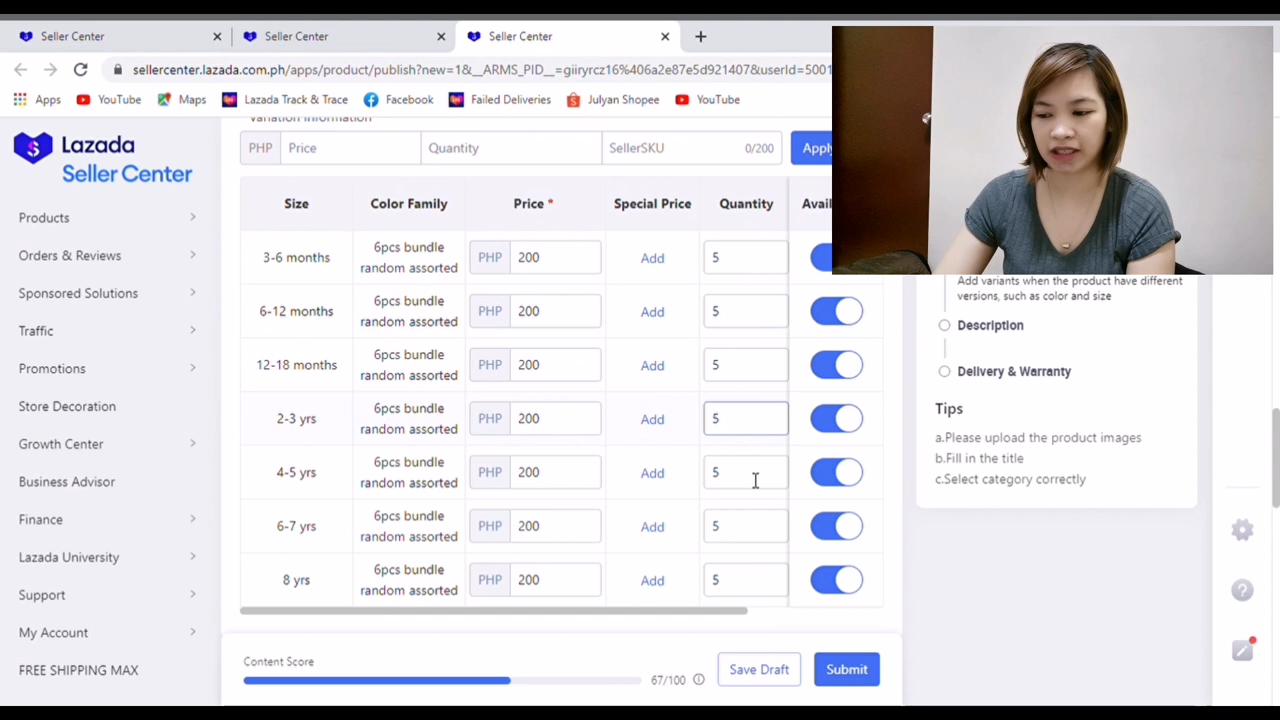 Seller Center
Seller Center
Seller Center
sellercenter.lazada.com.ph/apps/product/publish?new=1&__ARMS_PID__=giiryrcz16%406a2e87e5d921407&userId=5001
Apps
YouTube
Maps
Lazada Track & Trace
Facebook
Failed Deliveries
Julyan Shopee
YouTube
Lazada
Seller Center
Products
Orders & Reviews
Sponsored Solutions
Traffic
Promotions
Store Decoration
Growth Center
Business Advisor
Finance
Lazada University
Support
My Account
FREE SHIPPING MAX
Variation Information
PHP Price Quantity SellerSKU 0/200 Apply
Size Color Family Price * Special Price Quantity Avail
3-6 months 6pcs bundle random assorted PHP 200 Add 5
6-12 months 6pcs bundle random assorted PHP 200 Add 5
12-18 months 6pcs bundle random assorted PHP 200 Add 5
2-3 yrs 6pcs bundle random assorted PHP 200 Add 5
4-5 yrs 6pcs bundle random assorted PHP 200 Add 5
6-7 yrs 6pcs bundle random assorted PHP 200 Add 5
8 yrs 6pcs bundle random assorted PHP 200 Add 5
Content Score
67/100
Save Draft
Submit
Add variants when the product have different
versions, such as color and size
Description
Delivery & Warranty
Tips
a.Please upload the product images
b.Fill in the title
c.Select category correctly